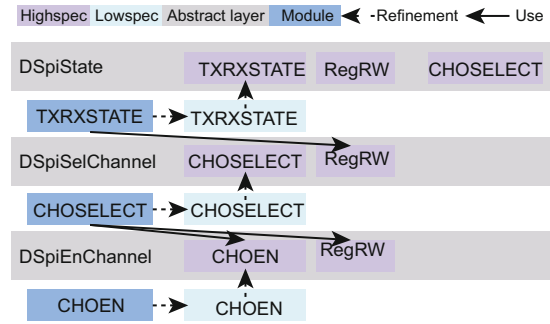 Highspec Lowspec Abstract layer Module Refinement Use
DSpiState TXRXSTATE RegRW CHOSELECT
TXRXSTATE TXRXSTATE
DSpiSelChannel CHOSELECT RegRW
CHOSELECT CHOSELECT
DSpiEnChannel CHOEN RegRW
CHOEN CHOEN